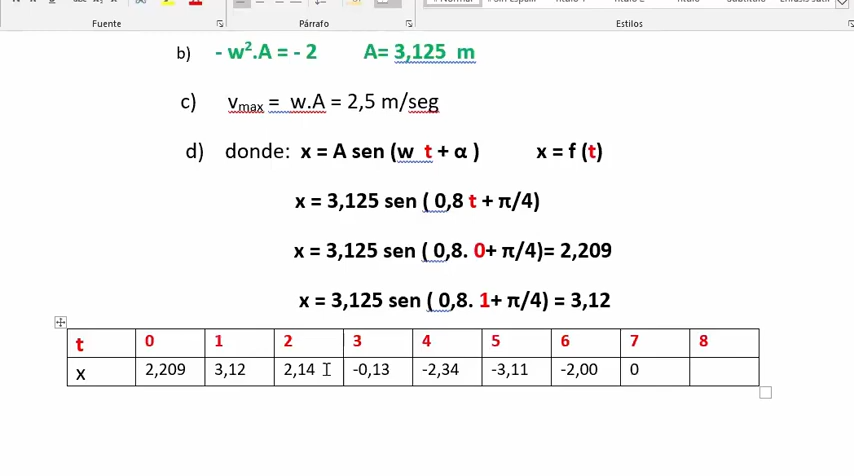 Fuente Párrafo Estilos
b) - w².A = - 2 A= 3,125 m
c) vmax = w.A = 2,5 m/seg
d) donde: x = A sen (w t + α ) x = f (t)
x = 3,125 sen ( 0,8 t + π/4)
x = 3,125 sen ( 0,8. 0+ π/4)= 2,209
x = 3,125 sen ( 0,8. 1+ π/4) = 3,12
t 0 1 2 3 4 5 6 7 8
x 2,209 3,12 2,14 -0,13 -2,34 -3,11 -2,00 0